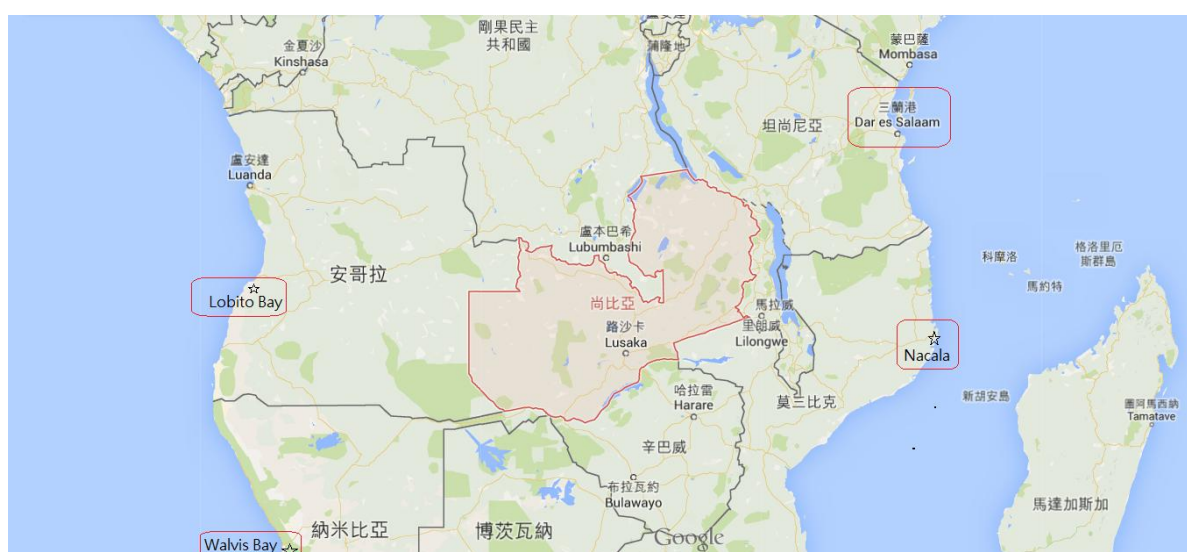 盧安達
剛果民主
共和國
金夏沙
Kinshasa
蒲隆地
蒙巴薩
Mombasa
三蘭港
Dar es Salaam
坦尚尼亞
盧安達
Luanda
盧本巴希
Lubumbashi
安哥拉
Lobito Bay
尚比亞
路沙卡
Lusaka
馬拉威
里朗威
Lilongwe
科摩洛
格洛里厄
斯群島
馬約特
Nacala
新胡安島
團阿馬西納
Tamatave
哈拉雷
Harare
莫三比克
辛巴威
布拉瓦約
Bulawayo
馬達加斯加
Walvis Bay
納米比亞
博茨瓦納
Google